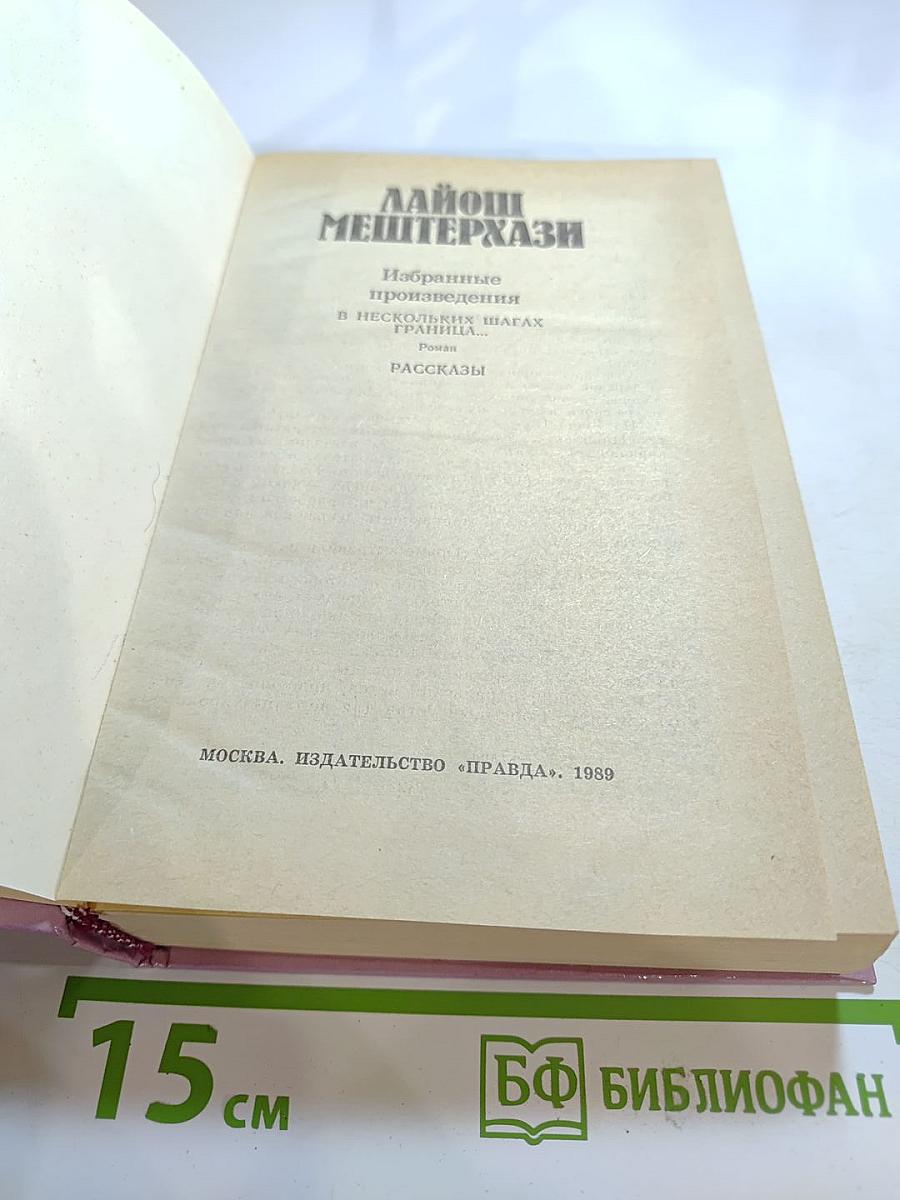 ЛАЙОШ
МЕШТЕРХАЗИ
Избранные
произведения
В НЕСКОЛЬКИХ ШАГАХ
ГРАНИЦА...
Роман
РАССКАЗЫ
МОСКВА. ИЗДАТЕЛЬСТВО «ПРАВДА». 1989
15 см
БФ БИБЛИОФАН